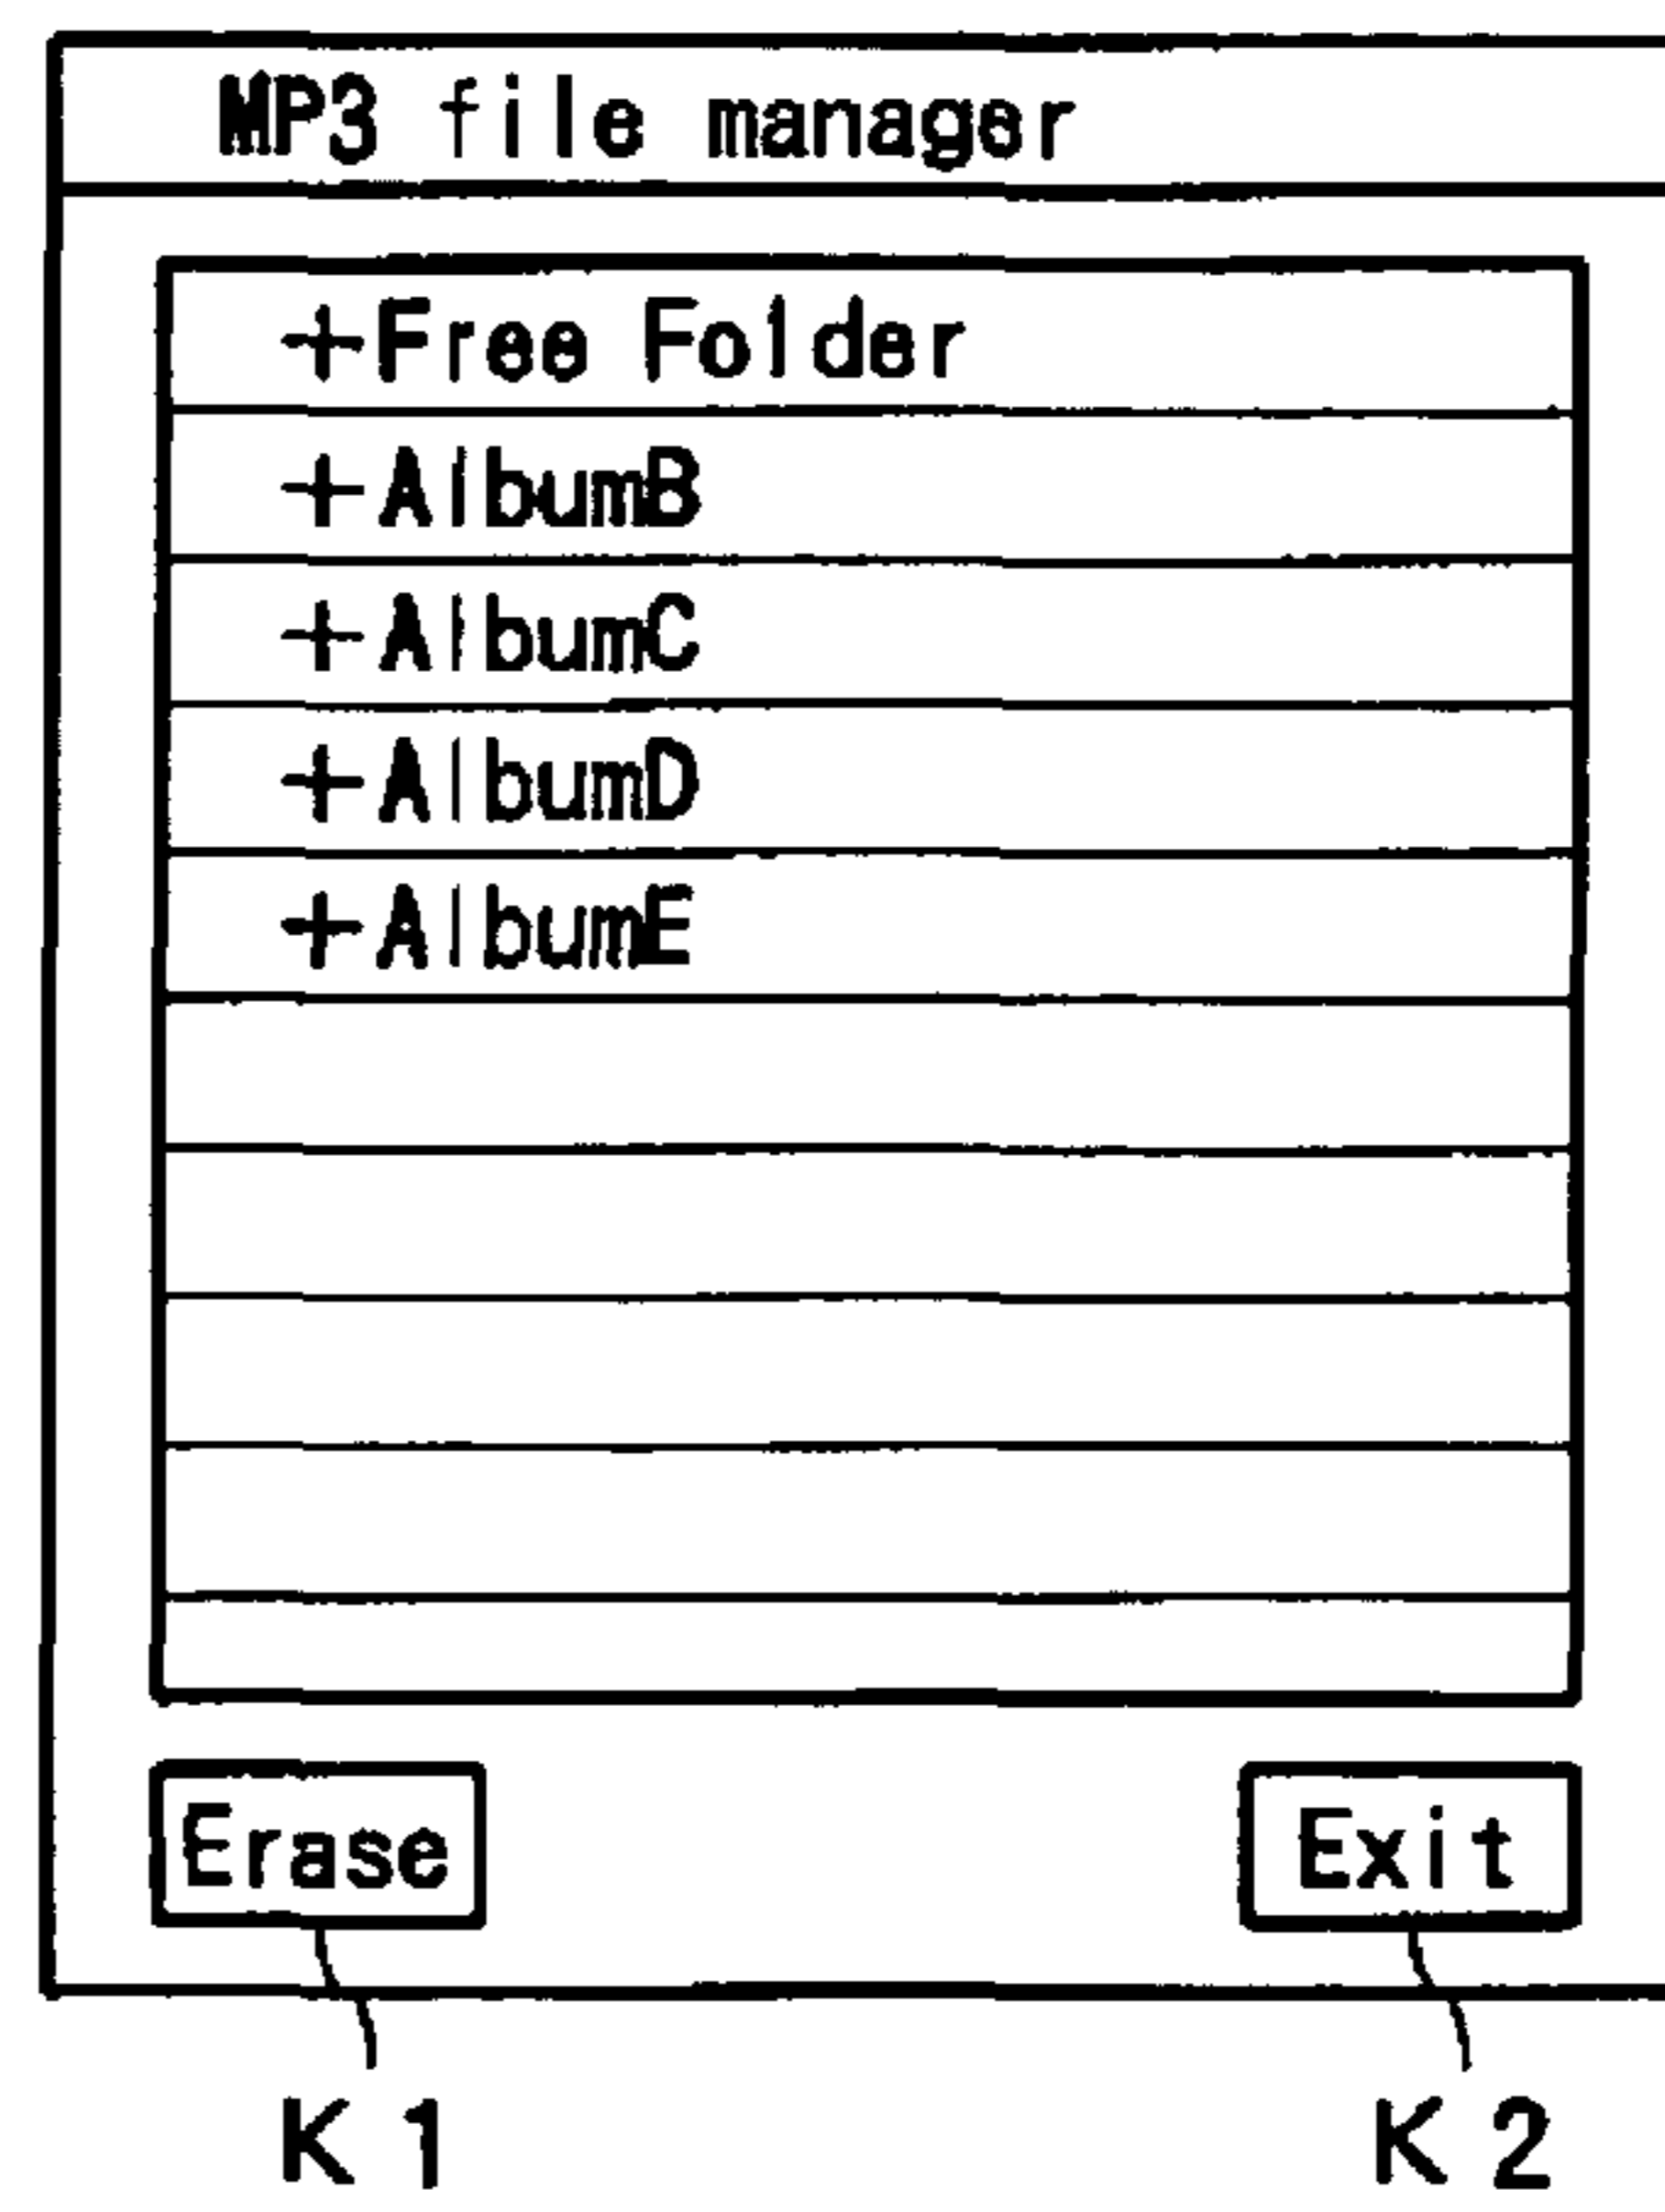 MP3 file manager
+Free Folder
+AlbumB
+AlbumC
+AlbumD
+AlbumE
Erase Exit
K1 K2